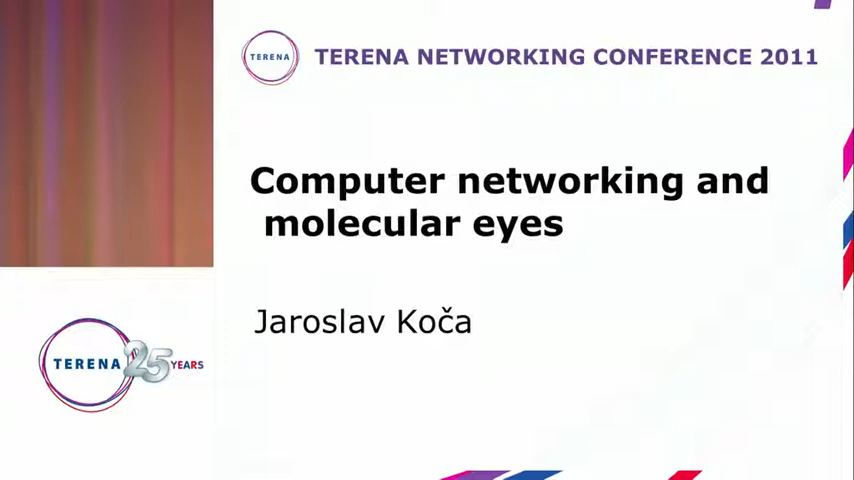 TERENA
TERENA NETWORKING CONFERENCE 2011
Computer networking and
molecular eyes
Jaroslav Koča
TERENA 25 YEARS